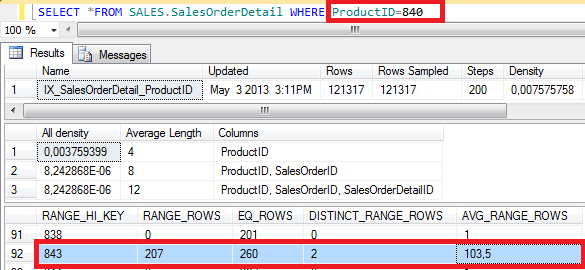 SELECT *FROM SALES.SalesOrderDetail WHERE ProductID=840
100 %
Results Messages
Name Updated Rows Rows Sampled Steps Density
1 IX_SalesOrderDetail_ProductID May 3 2013 3:11PM 121317 121317 200 0,007575758
All density Average Length Columns
1 0,003759399 4 ProductID
2 8,242868E-06 8 ProductID, SalesOrderID
3 8,242868E-06 12 ProductID, SalesOrderID, SalesOrderDetailID
RANGE_HI_KEY RANGE_ROWS EQ_ROWS DISTINCT_RANGE_ROWS AVG_RANGE_ROWS
91 838 0 201 0 1
92 843 207 260 2 103,5